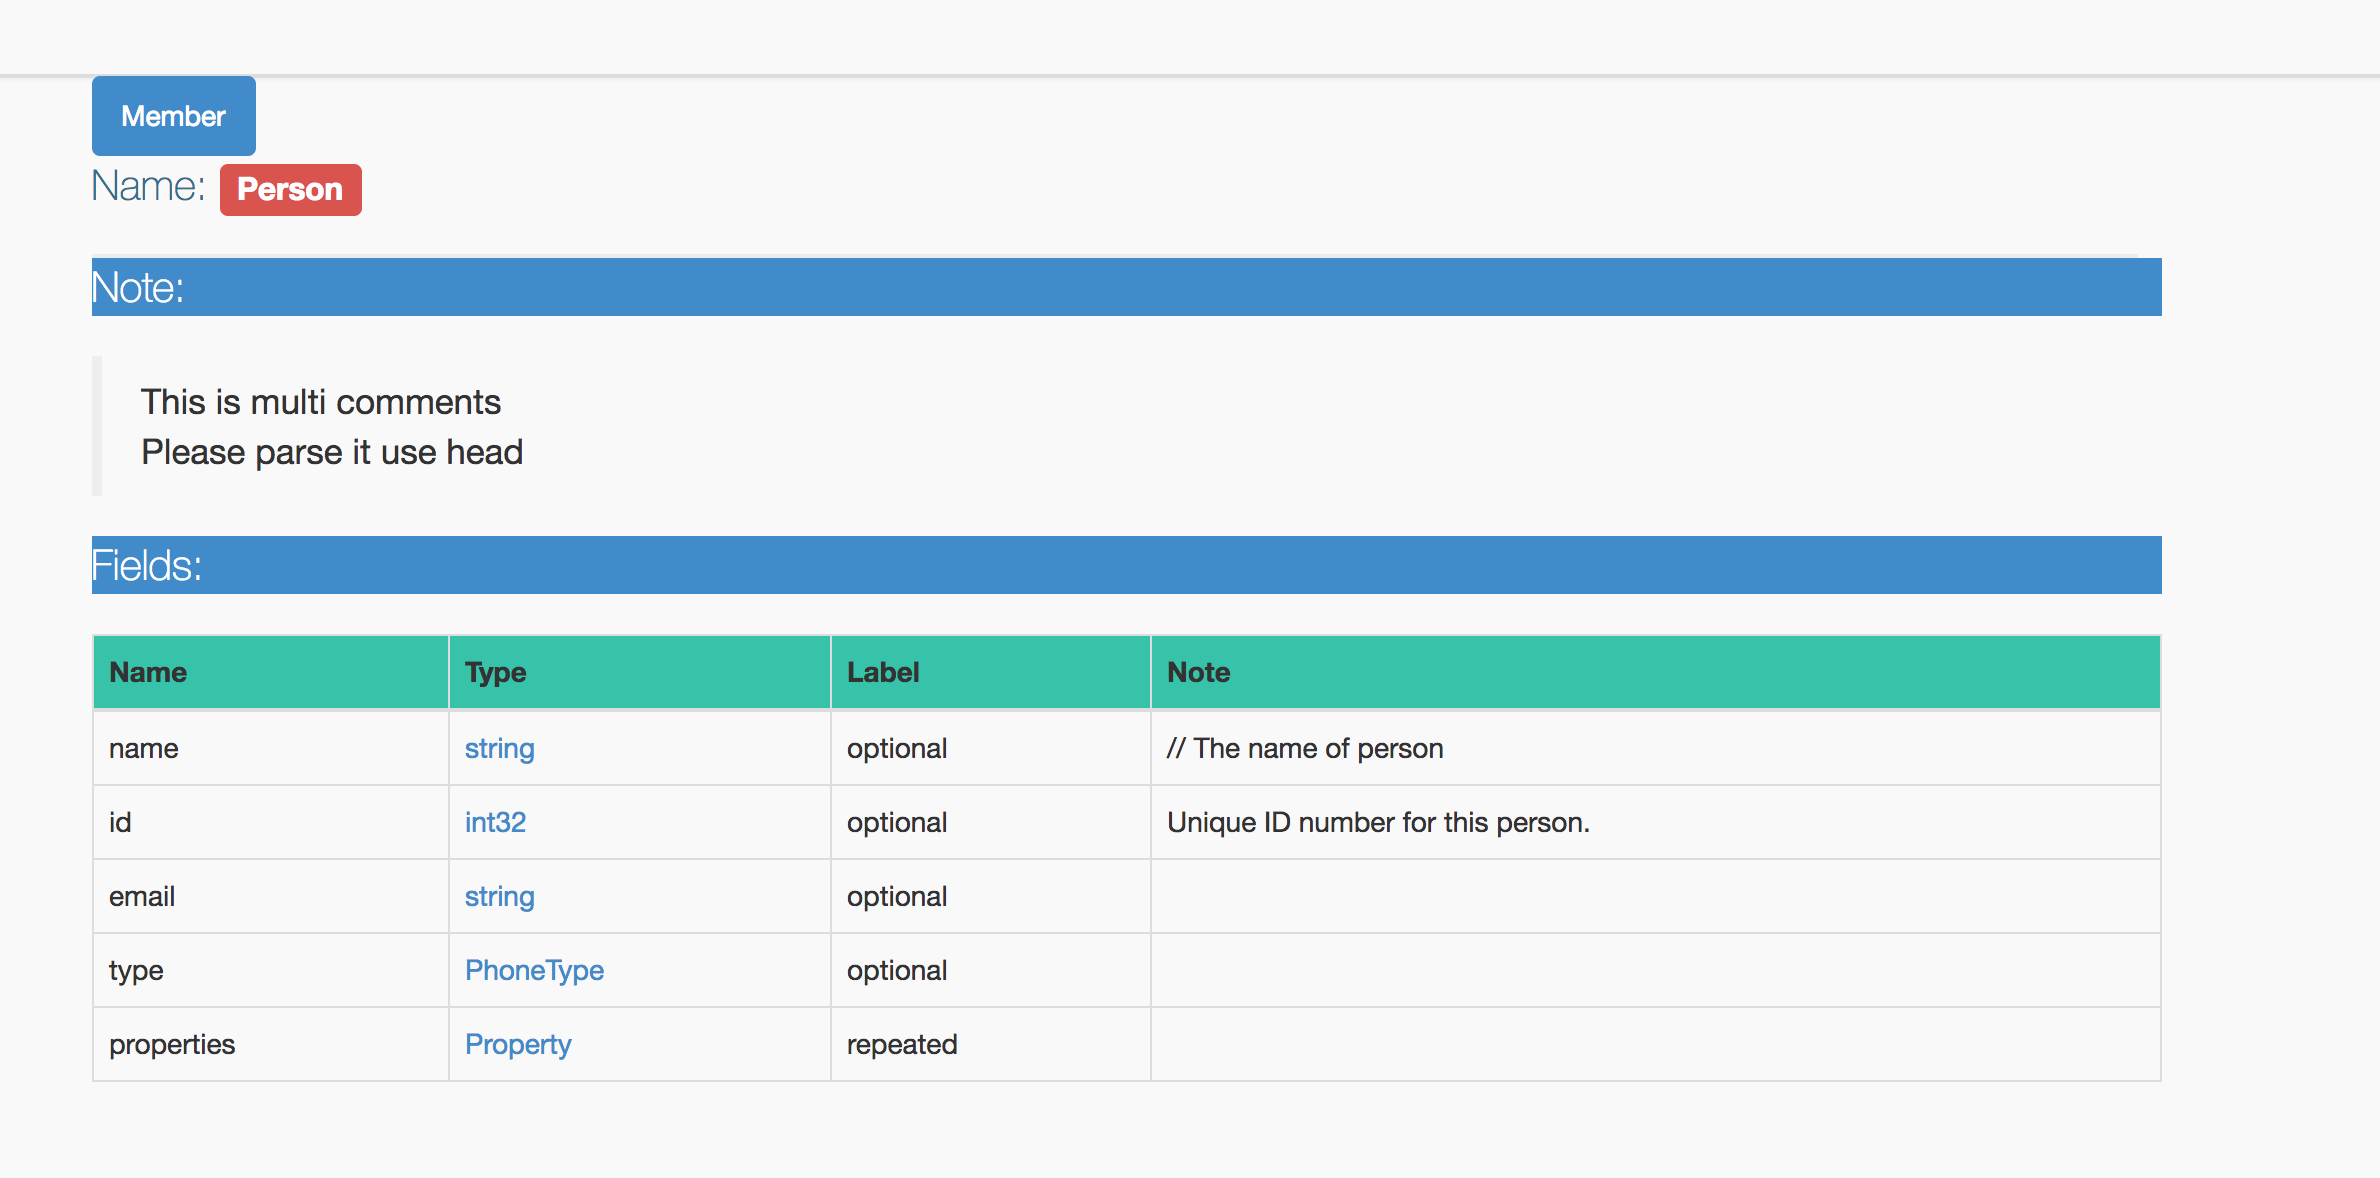 Member
Name: Person
Note:
This is multi comments
Please parse it use head
Fields:
Name Type Label Note
name string optional // The name of person
id int32 optional Unique ID number for this person.
email string optional
type PhoneType optional
properties Property repeated